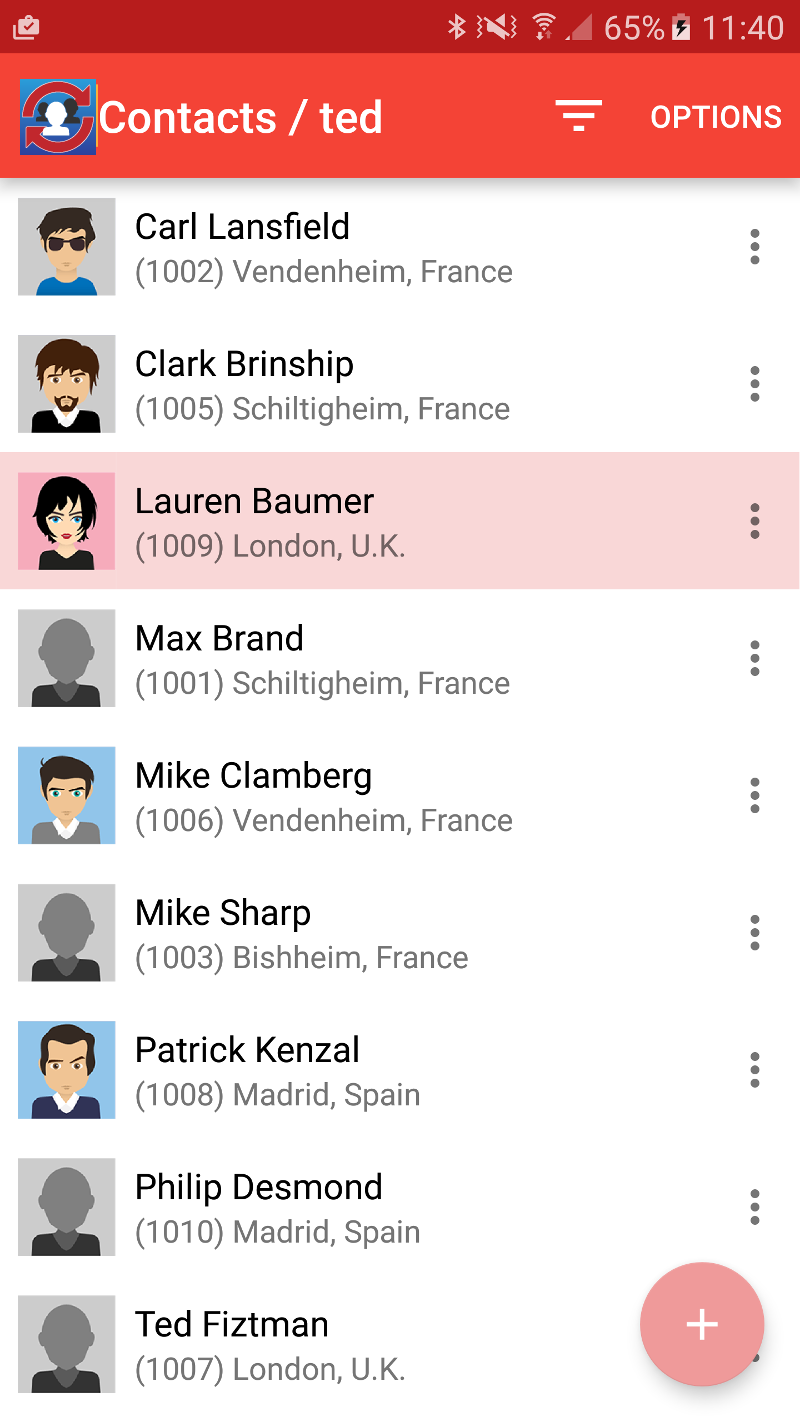 65% 11:40
Contacts / ted OPTIONS
Carl Lansfield
(1002) Vendenheim, France
Clark Brinship
(1005) Schiltigheim, France
Lauren Baumer
(1009) London, U.K.
Max Brand
(1001) Schiltigheim, France
Mike Clamberg
(1006) Vendenheim, France
Mike Sharp
(1003) Bishheim, France
Patrick Kenzal
(1008) Madrid, Spain
Philip Desmond
(1010) Madrid, Spain
Ted Fiztman
(1007) London, U.K.